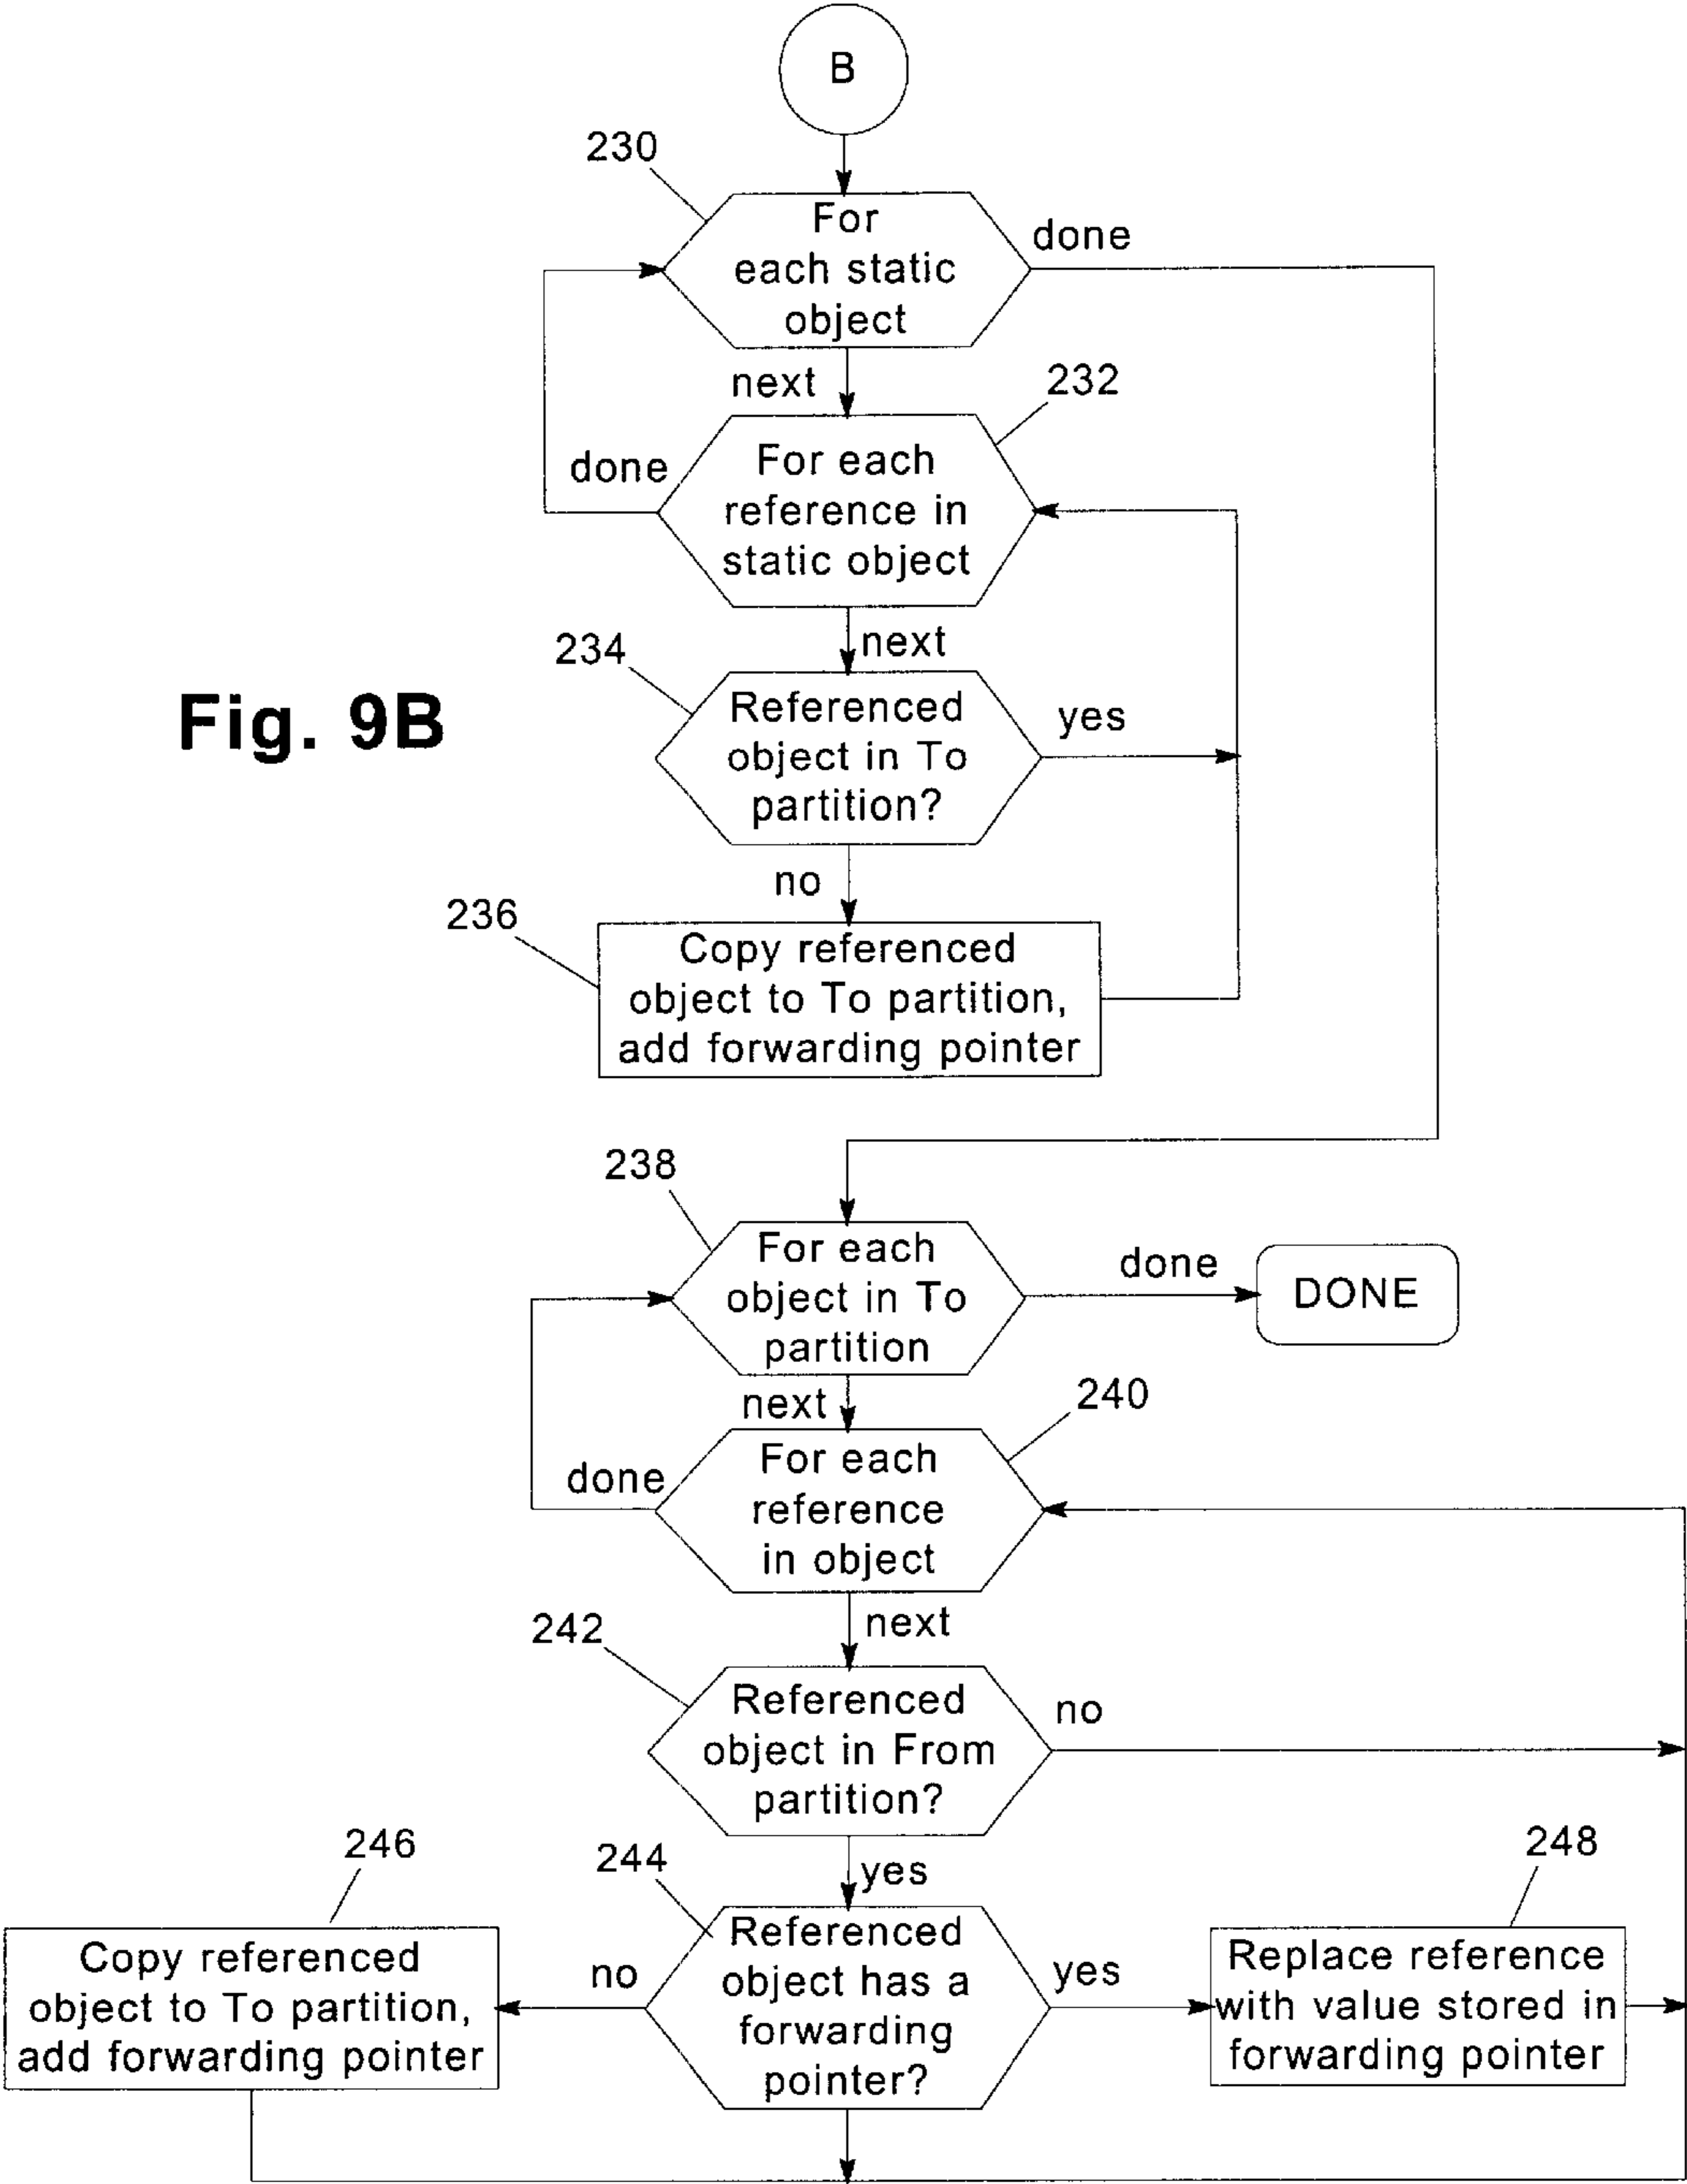 B
230
For
each static
object
done
next
232
For each
reference in
static object
done
next
234
Referenced
object in To
partition?
yes
Fig. 9B
no
236
Copy referenced
object to To partition,
add forwarding pointer
238
For each
object in To
partition
done
DONE
next
240
For each
reference
in object
done
next
242
Referenced
object in From
partition?
no
yes
246
244
248
Copy referenced
object to To partition,
add forwarding pointer
no
Referenced
object has a
forwarding
pointer?
yes
Replace reference
with value stored in
forwarding pointer